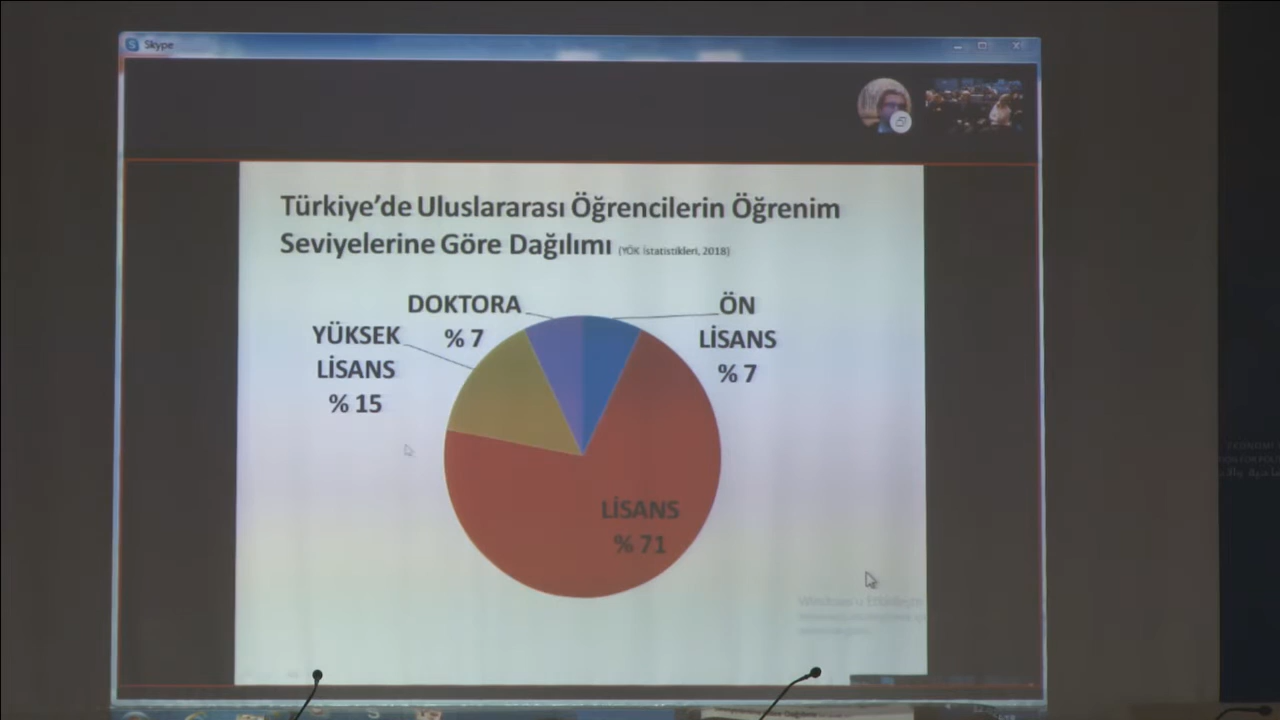 Skype
Türkiye'de Uluslararası Öğrencilerin Öğrenim
Seviyelerine Göre Dağılımı (YÖK İstatistikleri, 2018)
DOKTORA
% 7
ÖN
LİSANS
% 7
YÜKSEK
LİSANS
% 15
LİSANS
% 71